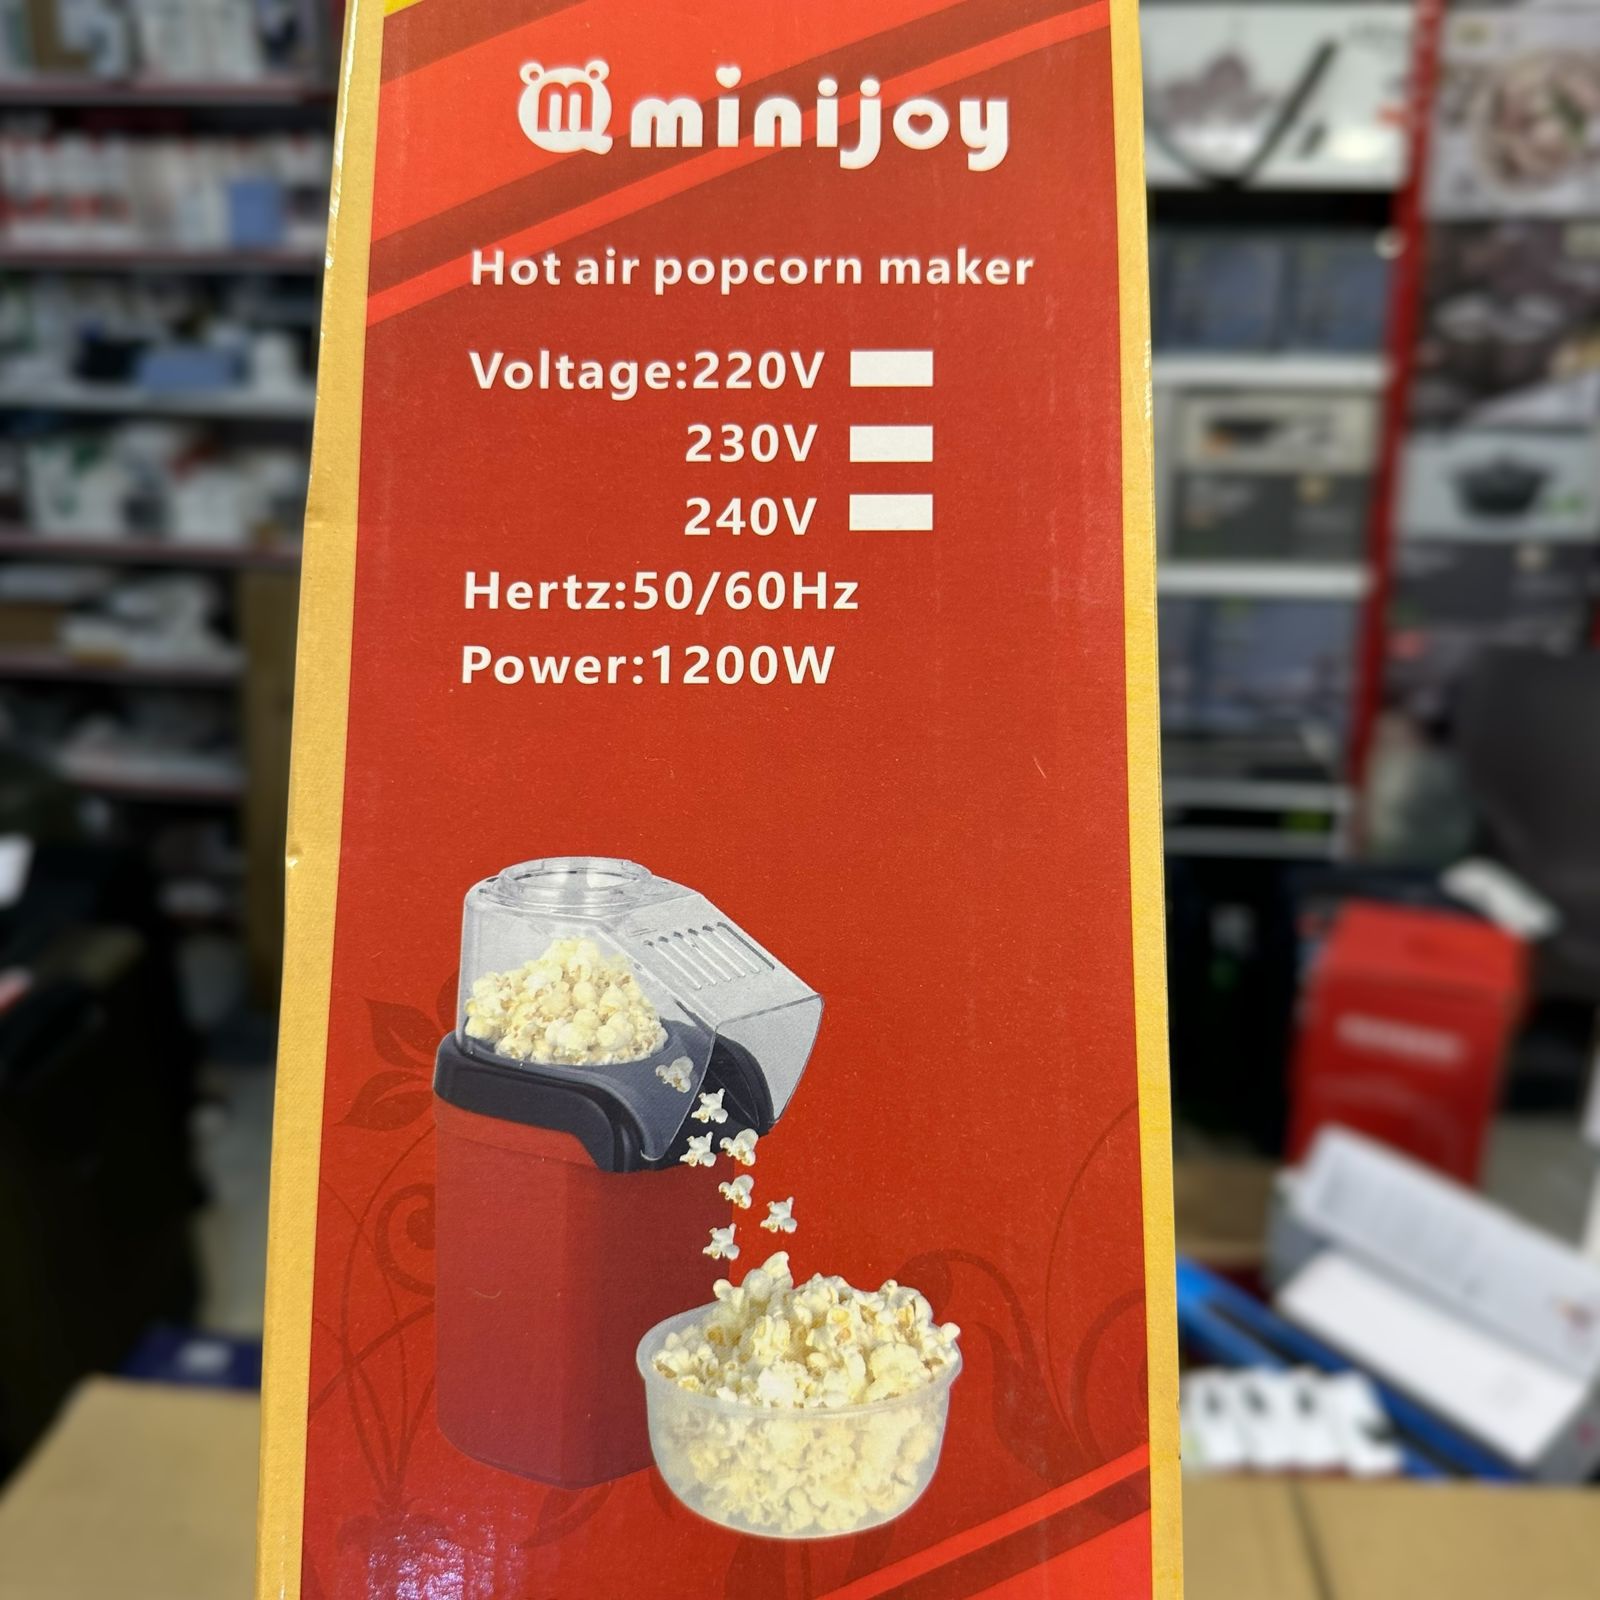 minijoy
Hot air popcorn maker
Voltage:220V
230V
240V
Hertz:50/60Hz
Power:1200W